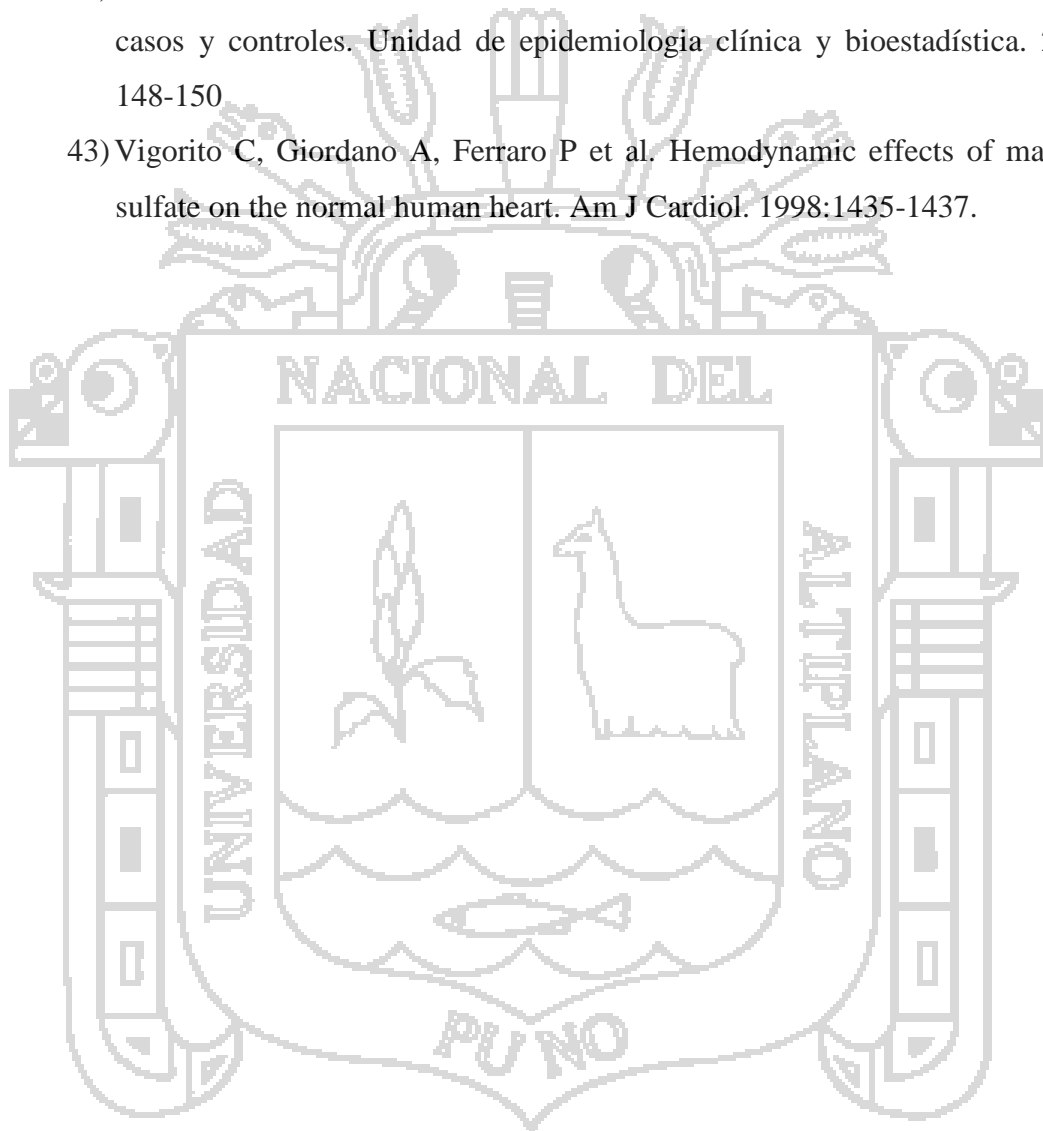 casos y controles. Unidad de epidemiologia clínica y bioestadística.
148-150
43) Vigorito C, Giordano A, Ferraro P et al. Hemodynamic effects of ma
sulfate on the normal human heart. Am J Cardiol. 1998:1435-1437.
NACIONAL DEL
UNIVERSIDAD
ALTIPLANO
PUNO